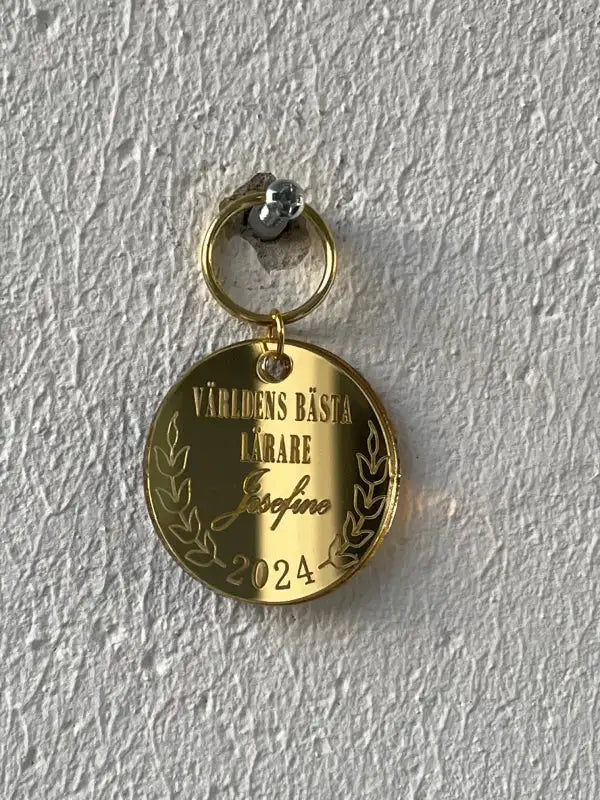 VÄRLDENS BÄSTA
LÄRARE
Josefine
2024